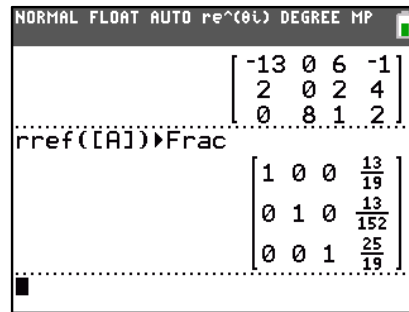 NORMAL FLOAT AUTO re^(θi) DEGREE MP
[-13 0 6 -1]
[2 0 2 4]
[0 8 1 2]
rref([A])▶Frac
[1 0 0 13/19]
[0 1 0 13/152]
[0 0 1 25/19]